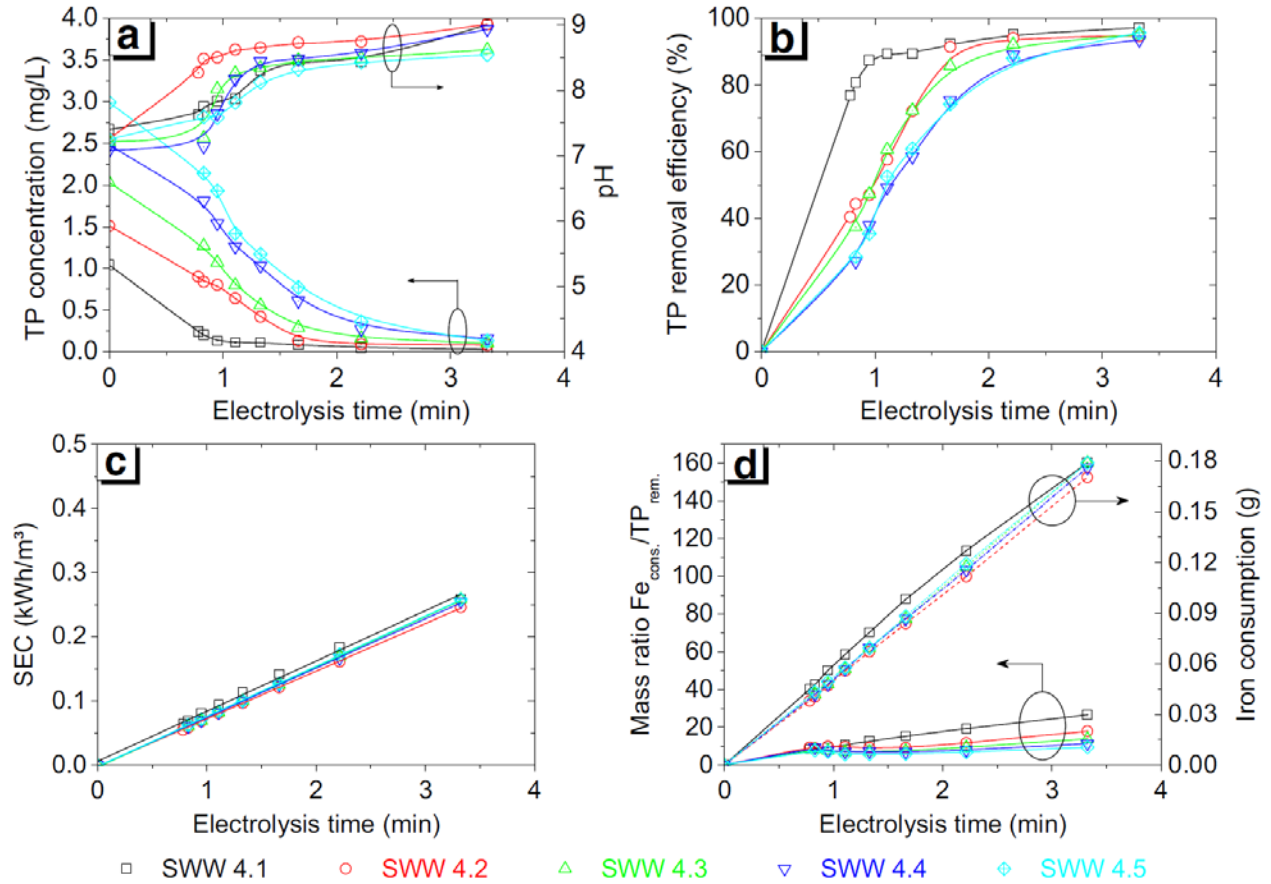 a
TP concentration (mg/L)
4.0
3.5
3.0
2.5
2.0
1.5
1.0
0.5
0.0
9
8
7
6
5
4
pH
0 1 2 3 4
Electrolysis time (min)
b
TP removal efficiency (%)
100
80
60
40
20
0
0 1 2 3 4
Electrolysis time (min)
c
SEC (kWh/m³)
0.5
0.4
0.3
0.2
0.1
0.0
0 1 2 3 4
Electrolysis time (min)
d
Mass ratio Fecons./TPrem.
160
140
120
100
80
60
40
20
0
0.18
0.15
0.12
0.09
0.06
0.03
0.00
Iron consumption (g)
0 1 2 3 4
Electrolysis time (min)
SWW 4.1 SWW 4.2 SWW 4.3 SWW 4.4 SWW 4.5